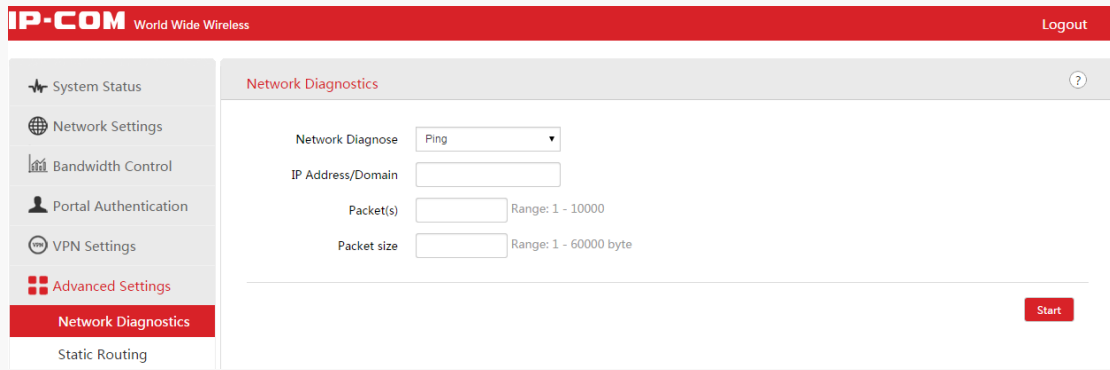 IP-COM World Wide Wireless Logout
System Status
Network Settings
Bandwidth Control
Portal Authentication
VPN VPN Settings
Advanced Settings
Network Diagnostics
Static Routing
Network Diagnostics ?
Network Diagnose Ping
IP Address/Domain
Packet(s) Range: 1 - 10000
Packet size Range: 1 - 60000 byte
Start